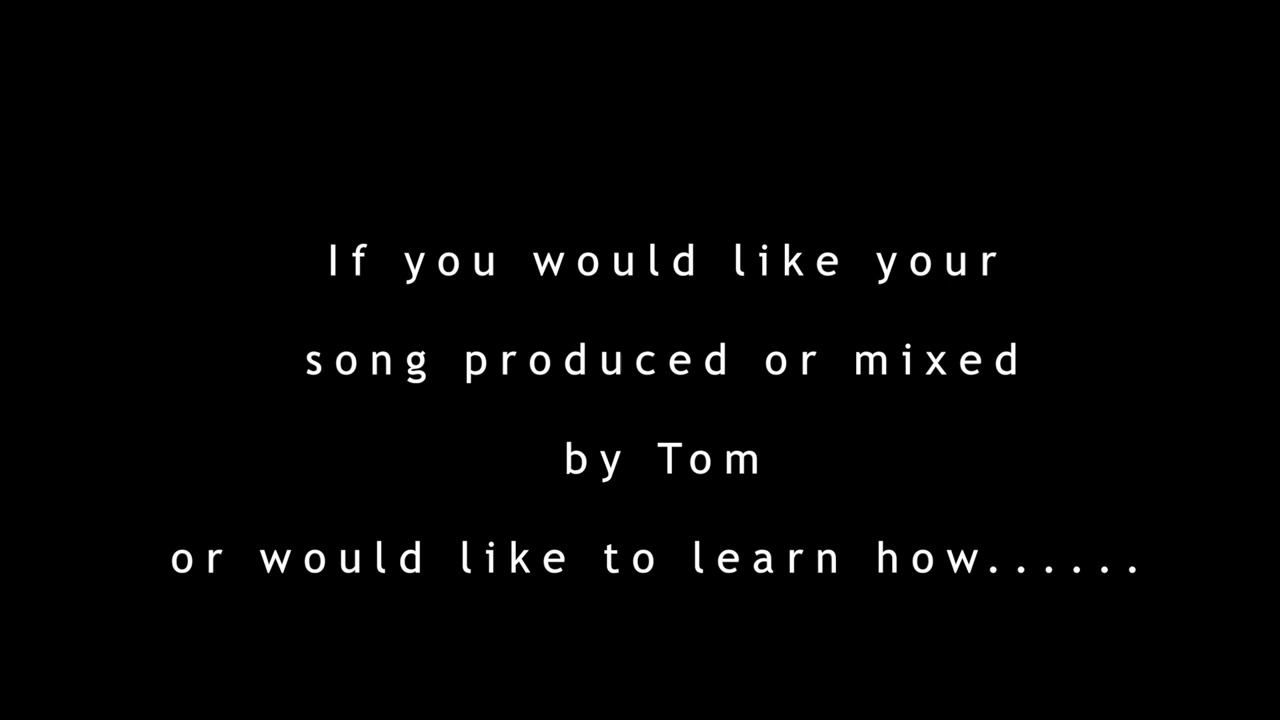 If you would like your
song produced or mixed
by Tom
or would like to learn how......